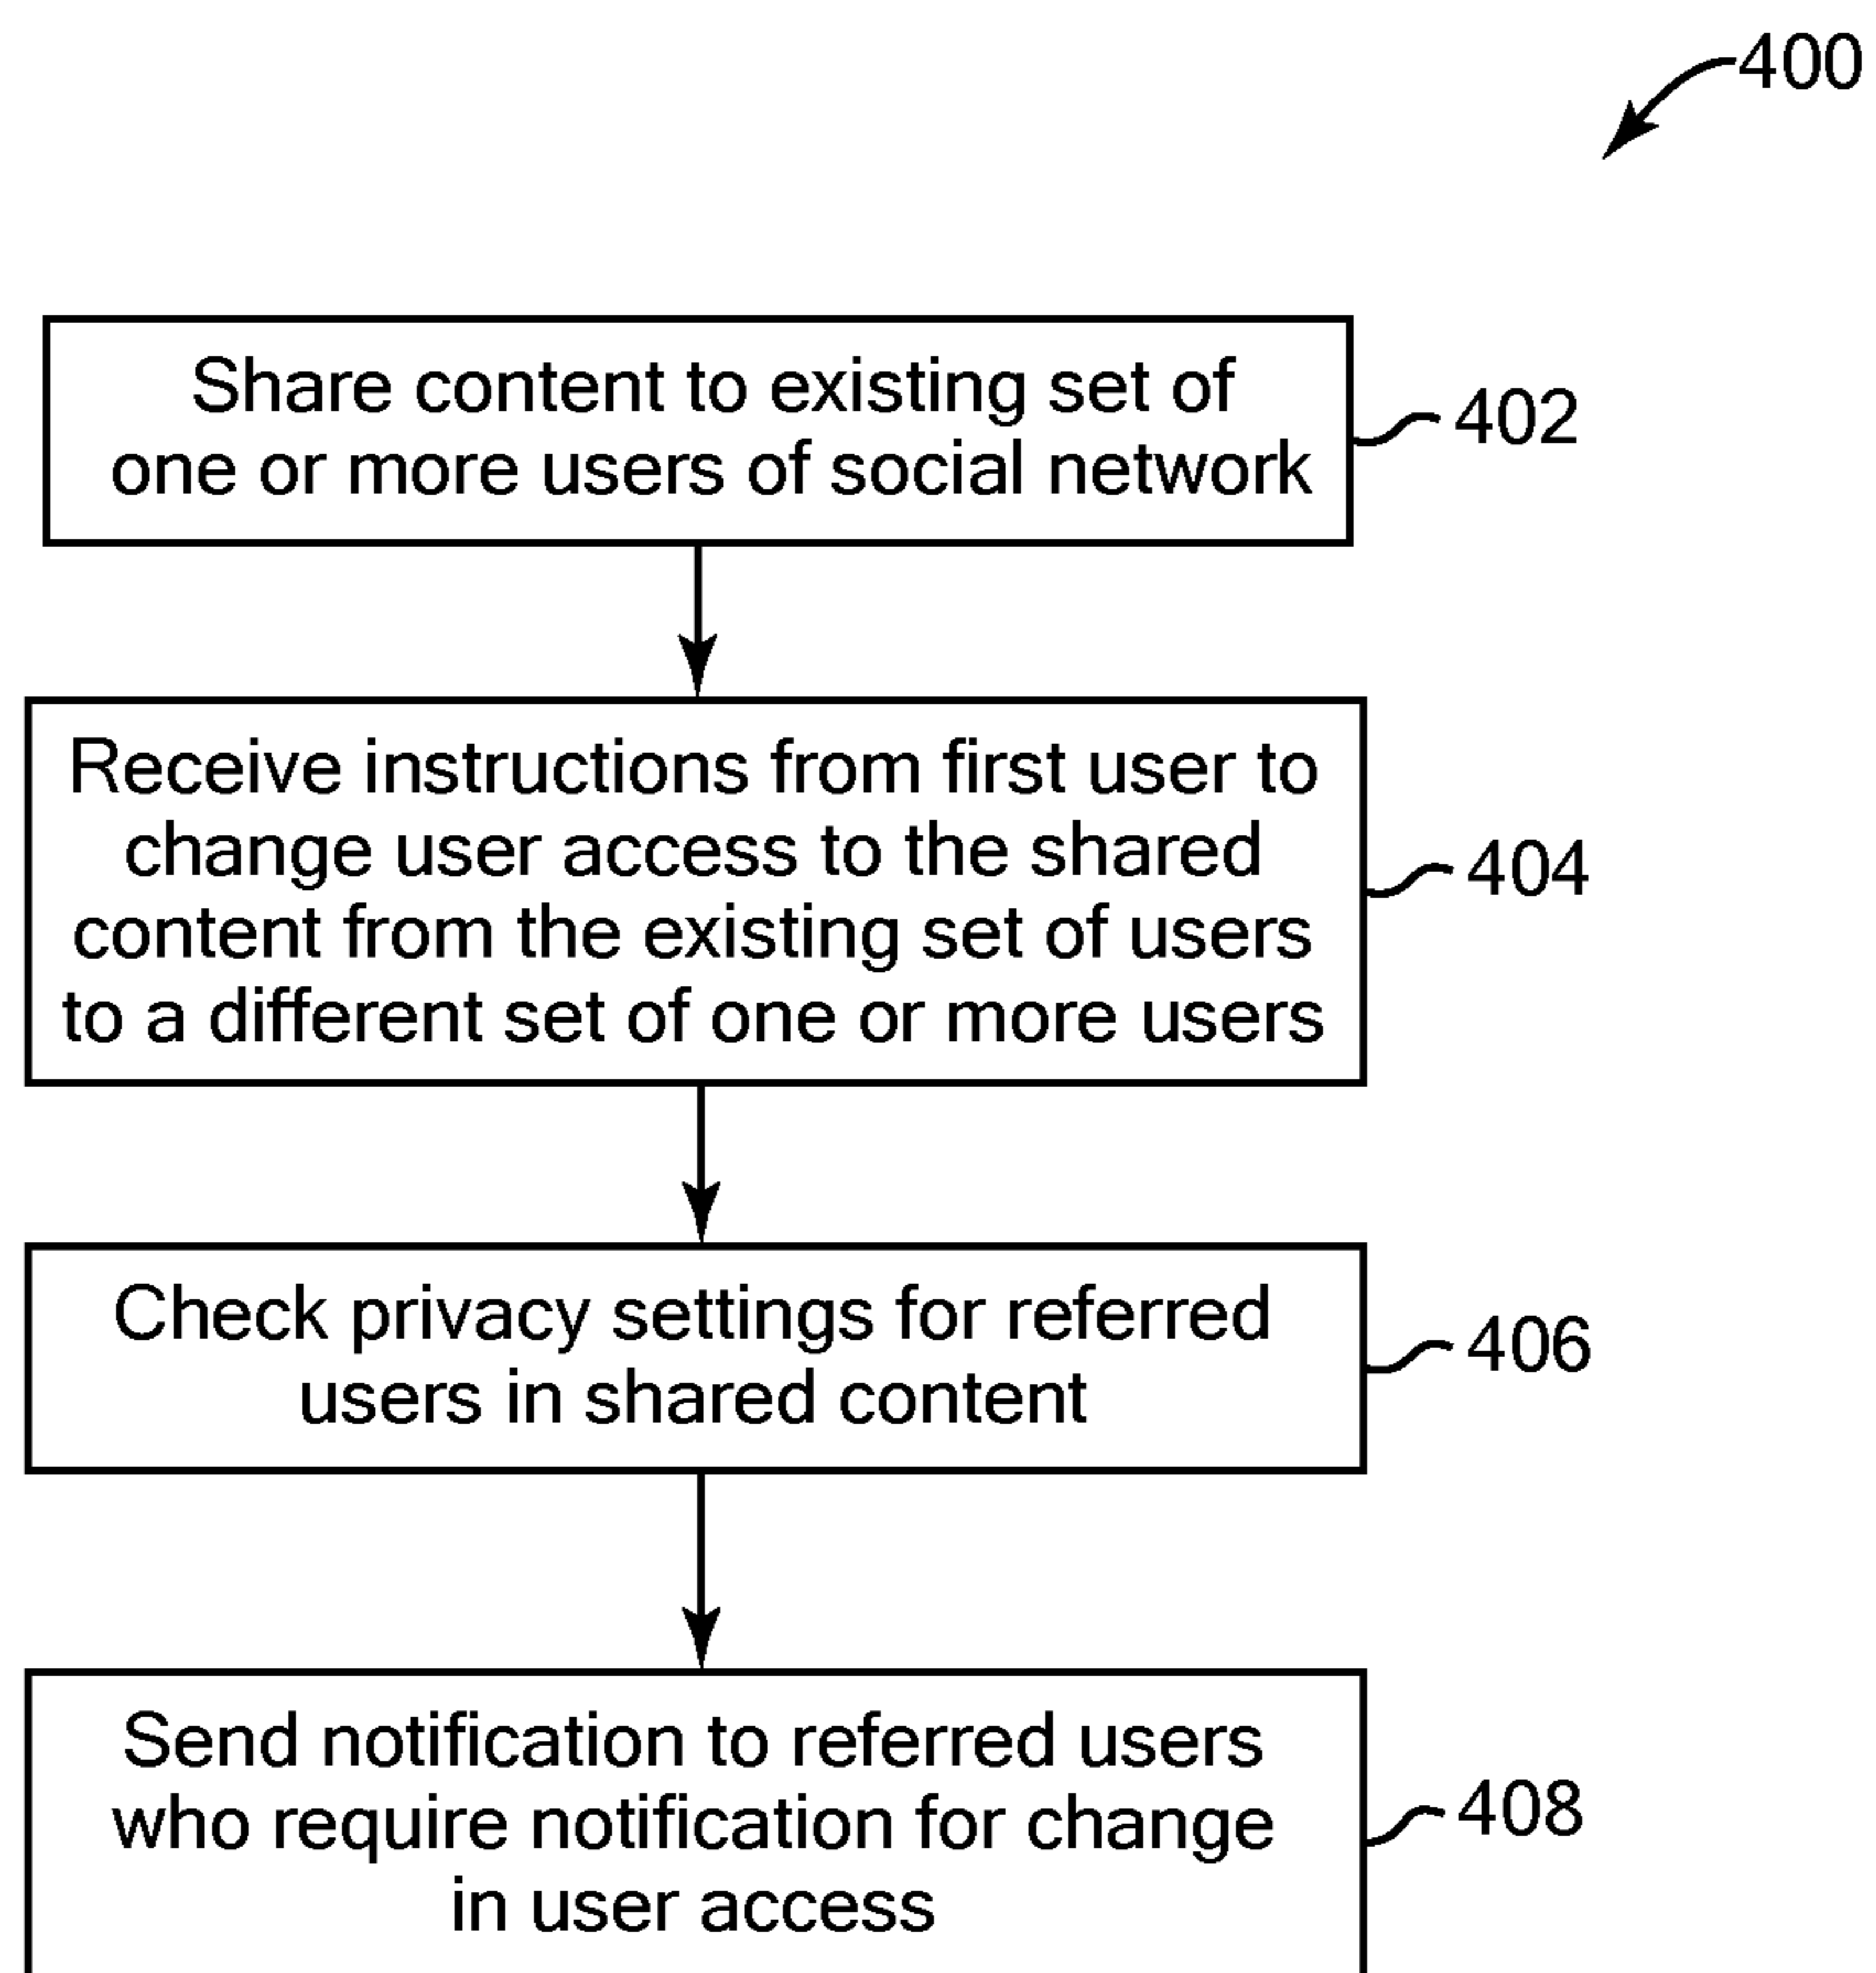 400
Share content to existing set of
one or more users of social network
402
Receive instructions from first user to
change user access to the shared
content from the existing set of users
to a different set of one or more users
404
Check privacy settings for referred
users in shared content
406
Send notification to referred users
who require notification for change
in user access
408